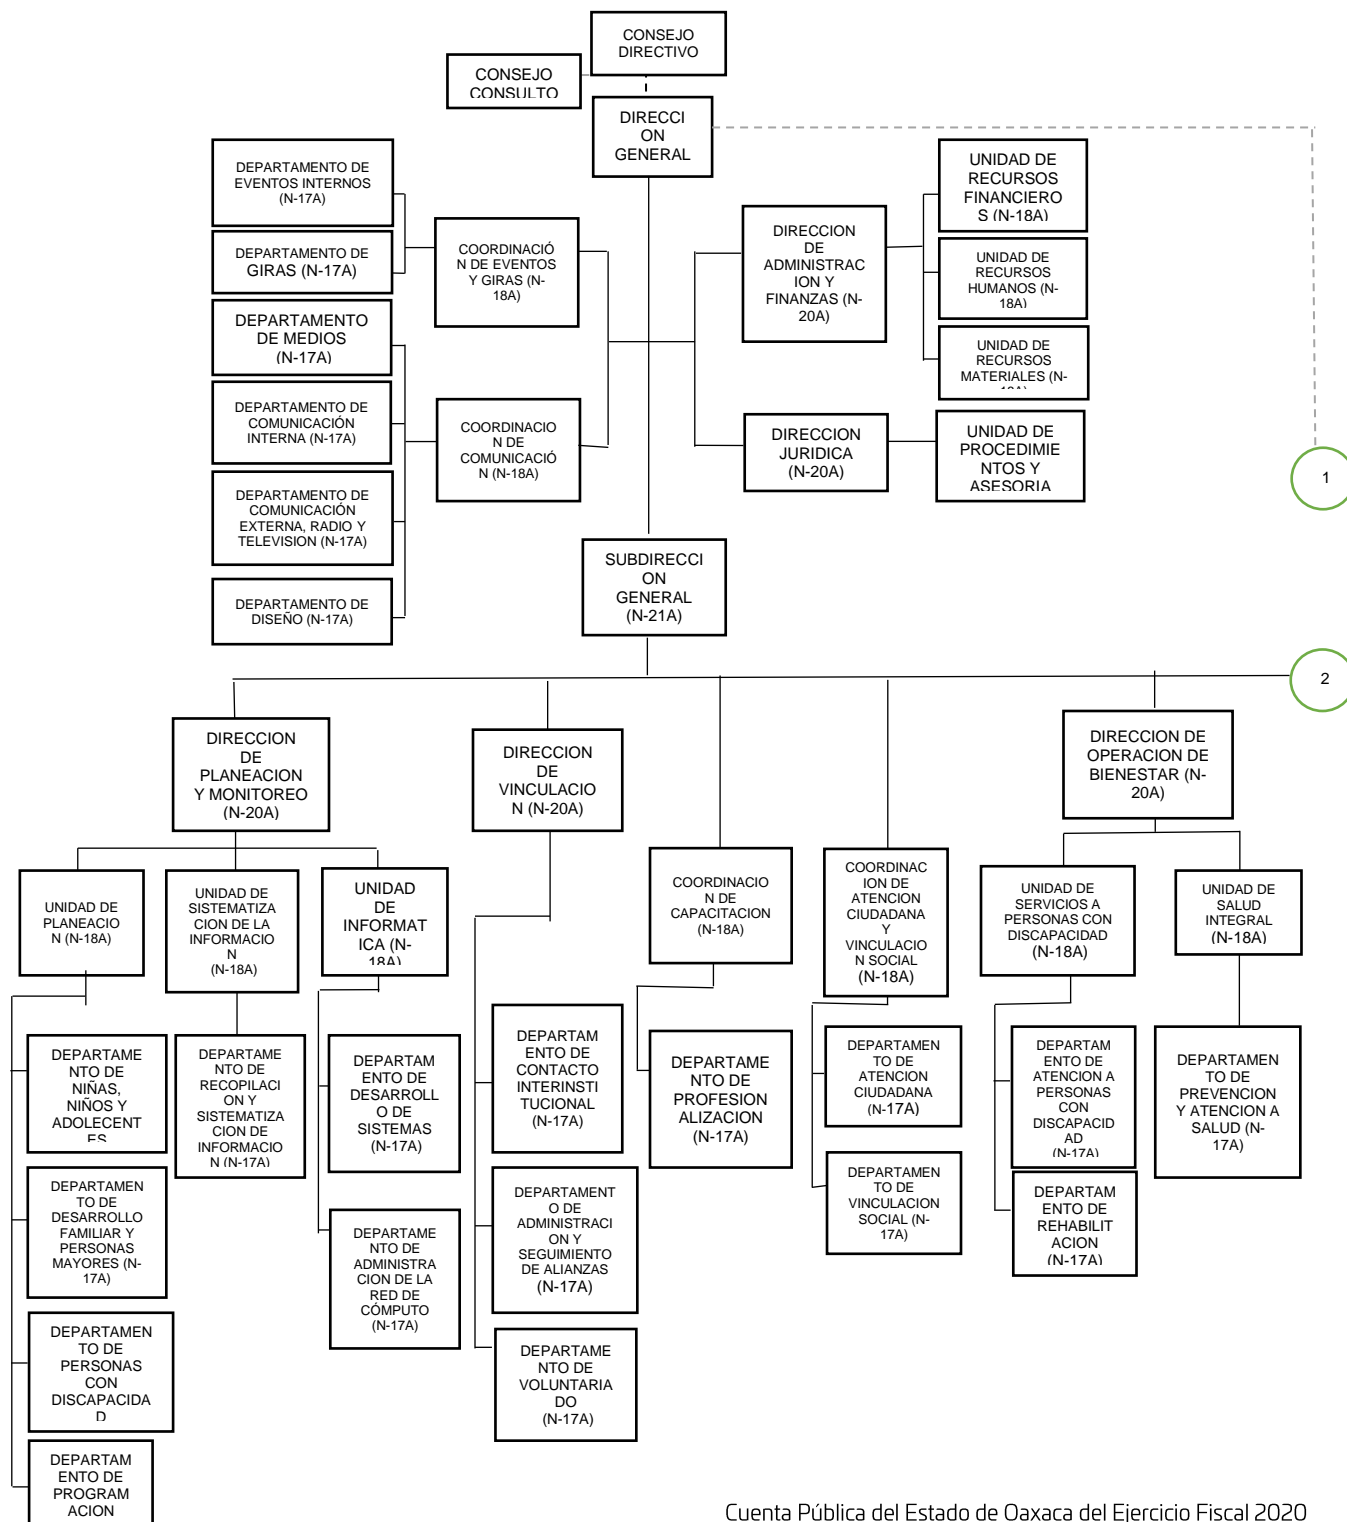 CONSEJO
DIRECTIVO
CONSEJO
CONSULTO
DIRECCI
ON
GENERAL
DEPARTAMENTO DE
EVENTOS INTERNOS
(N-17A)
DEPARTAMENTO DE
GIRAS (N-17A)
COORDINACIÓ
N DE EVENTOS
Y GIRAS (N-
18A)
DIRECCION
DE
ADMINISTRAC
ION Y
FINANZAS (N-
20A)
UNIDAD DE
RECURSOS
FINANCIERO
S (N-18A)
UNIDAD DE
RECURSOS
HUMANOS (N-
18A)
UNIDAD DE
RECURSOS
MATERIALES (N-
18A)
DEPARTAMENTO
DE MEDIOS
(N-17A)
DEPARTAMENTO DE
COMUNICACIÓN
INTERNA (N-17A)
DEPARTAMENTO DE
COMUNICACIÓN
EXTERNA, RADIO Y
TELEVISION (N-17A)
DEPARTAMENTO DE
DISEÑO (N-17A)
COORDINACIO
N DE
COMUNICACIÓ
N (N-18A)
DIRECCION
JURIDICA
(N-20A)
UNIDAD DE
PROCEDIMIE
NTOS Y
ASESORIA
1
SUBDIRECCI
ON
GENERAL
(N-21A)
2
DIRECCION
DE
PLANEACION
Y MONITOREO
(N-20A)
DIRECCION
DE
VINCULACIO
N (N-20A)
DIRECCION DE
OPERACION DE
BIENESTAR (N-
20A)
UNIDAD DE
PLANEACIO
N (N-18A)
UNIDAD DE
SISTEMATIZA
CION DE LA
INFORMACIO
N
(N-18A)
UNIDAD
DE
INFORMAT
ICA (N-
18A)
COORDINACIO
N DE
CAPACITACION
(N-18A)
COORDINAC
ION DE
ATENCION
CIUDADANA
Y
VINCULACIO
N SOCIAL
(N-18A)
UNIDAD DE
SERVICIOS A
PERSONAS CON
DISCAPACIDAD
(N-18A)
UNIDAD DE
SALUD
INTEGRAL
(N-18A)
DEPARTAME
NTO DE
NIÑAS,
NIÑOS Y
ADOLECENT
ES
DEPARTAME
NTO DE
RECOPILACI
ON Y
SISTEMATIZA
CION DE
INFORMACIO
N (N-17A)
DEPARTAM
ENTO DE
DESARROLL
O DE
SISTEMAS
(N-17A)
DEPARTAM
ENTO DE
CONTACTO
INTERINSTI
TUCIONAL
(N-17A)
DEPARTAME
NTO DE
PROFESION
ALIZACION
(N-17A)
DEPARTAMEN
TO DE
ATENCION
CIUDADANA
(N-17A)
DEPARTAM
ENTO DE
ATENCION A
PERSONAS
CON
DISCAPACID
AD
(N-17A)
DEPARTAMEN
TO DE
PREVENCION
Y ATENCION A
SALUD (N-
17A)
DEPARTAMEN
TO DE
DESARROLLO
FAMILIAR Y
PERSONAS
MAYORES (N-
17A)
DEPARTAME
NTO DE
ADMINISTRA
CION DE LA
RED DE
CÓMPUTO
(N-17A)
DEPARTAMENT
O DE
ADMINISTRACI
ON Y
SEGUIMIENTO
DE ALIANZAS
(N-17A)
DEPARTAMEN
TO DE
VINCULACION
SOCIAL (N-
17A)
DEPARTAM
ENTO DE
REHABILIT
ACION
(N-17A)
DEPARTAMEN
TO DE
PERSONAS
CON
DISCAPACIDA
D
DEPARTAME
NTO DE
VOLUNTARIA
DO
(N-17A)
DEPARTAM
ENTO DE
PROGRAM
ACION
Cuenta Pública del Estado de Oaxaca del Ejercicio Fiscal 2020